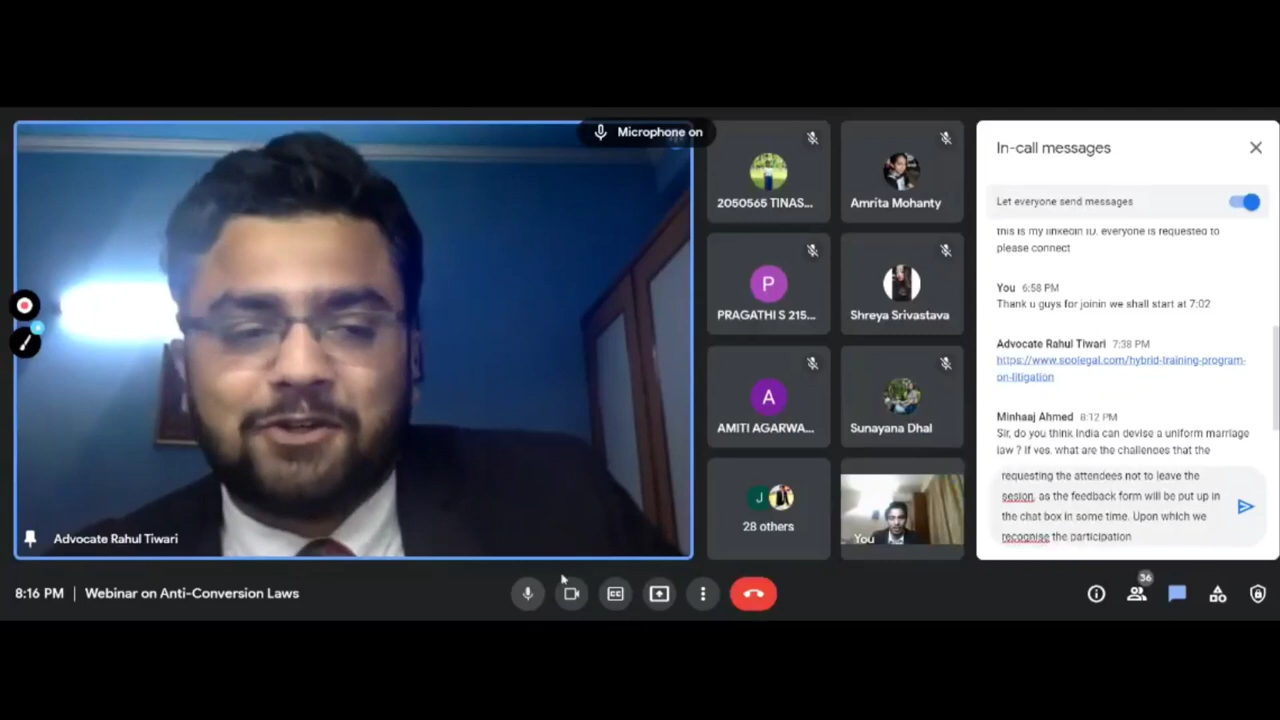 Microphone on
2050565 TINAS...
Amrita Mohanty
P
PRAGATHI S 215...
Shreya Srivastava
A
AMITI AGARWA...
Sunayana Dhal
J
28 others
You
Advocate Rahul Tiwari
In-call messages
Let everyone send messages
this is my linkedin ID. everyone is requested to
please connect
You 6:58 PM
Thank u guys for joinin we shall start at 7:02
Advocate Rahul Tiwari 7:38 PM
https://www.soolegal.com/hybrid-training-program-
on-litigation
Minhaaj Ahmed 8:12 PM
Sir, do you think India can devise a uniform marriage
law ? If yes, what are the challenges that the
requesting the attendees not to leave the
sesion, as the feedback form will be put up in
the chat box in some time. Upon which we
recognise the participation
8:16 PM | Webinar on Anti-Conversion Laws
CC
36